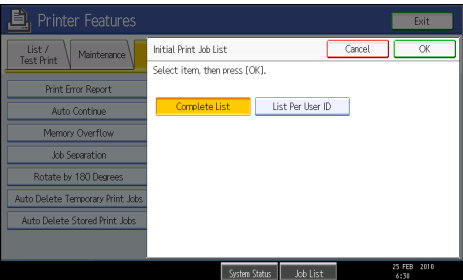 Printer Features
Exit
List / Test Print
Maintenance
Initial Print Job List
Cancel
OK
Select item, then press [OK].
Complete List
List Per User ID
Print Error Report
Auto Continue
Memory Overflow
Job Separation
Rotate by 180 Degrees
Auto Delete Temporary Print Jobs
Auto Delete Stored Print Jobs
System Status
Job List
25 FEB 2010
6:30